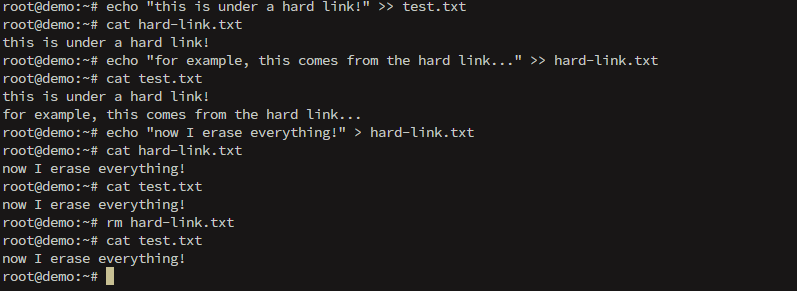 root@demo:~# echo "this is under a hard link!" >> test.txt
root@demo:~# cat hard-link.txt
this is under a hard link!
root@demo:~# echo "for example, this comes from the hard link..." >> hard-link.txt
root@demo:~# cat test.txt
this is under a hard link!
for example, this comes from the hard link...
root@demo:~# echo "now I erase everything!" > hard-link.txt
root@demo:~# cat hard-link.txt
now I erase everything!
root@demo:~# cat test.txt
now I erase everything!
root@demo:~# rm hard-link.txt
root@demo:~# cat test.txt
now I erase everything!
root@demo:~#